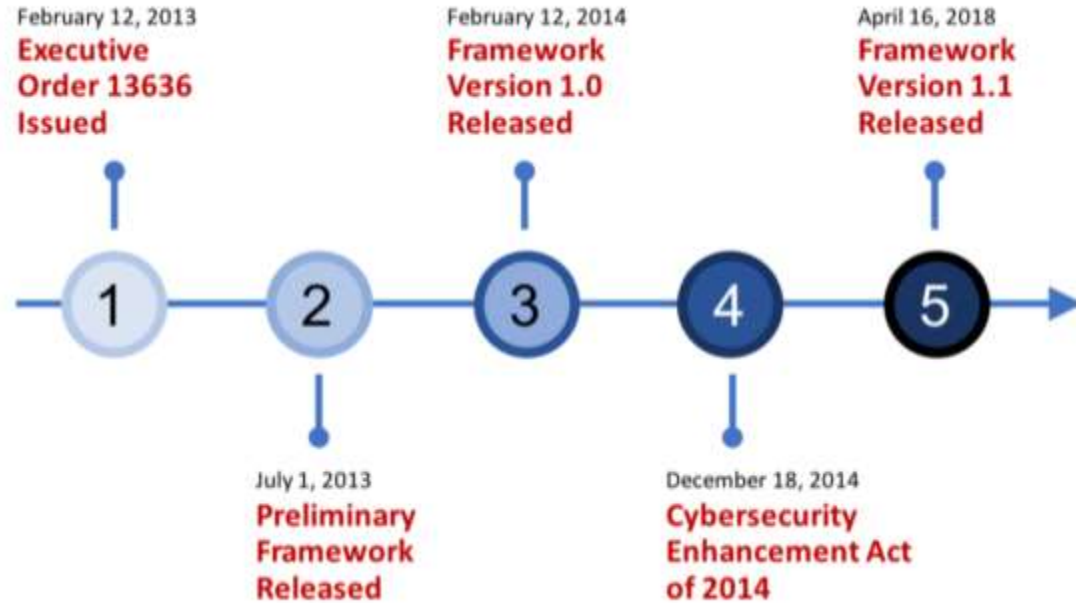 February 12, 2013
Executive
Order 13636
Issued
February 12, 2014
Framework
Version 1.0
Released
April 16, 2018
Framework
Version 1.1
Released
1
2
3
4
5
July 1, 2013
Preliminary
Framework
Released
December 18, 2014
Cybersecurity
Enhancement Act
of 2014